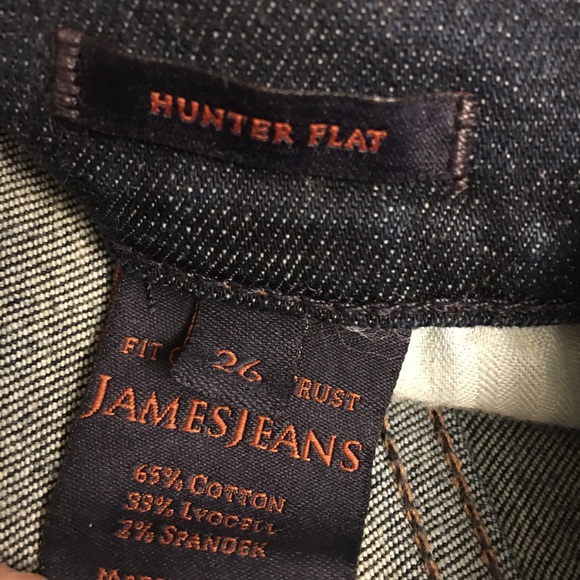 HUNTER FLAT
FIT
26
RUST
JAMESJEANS
65% COTTON
33% LYOCELL
2% SPANDEX